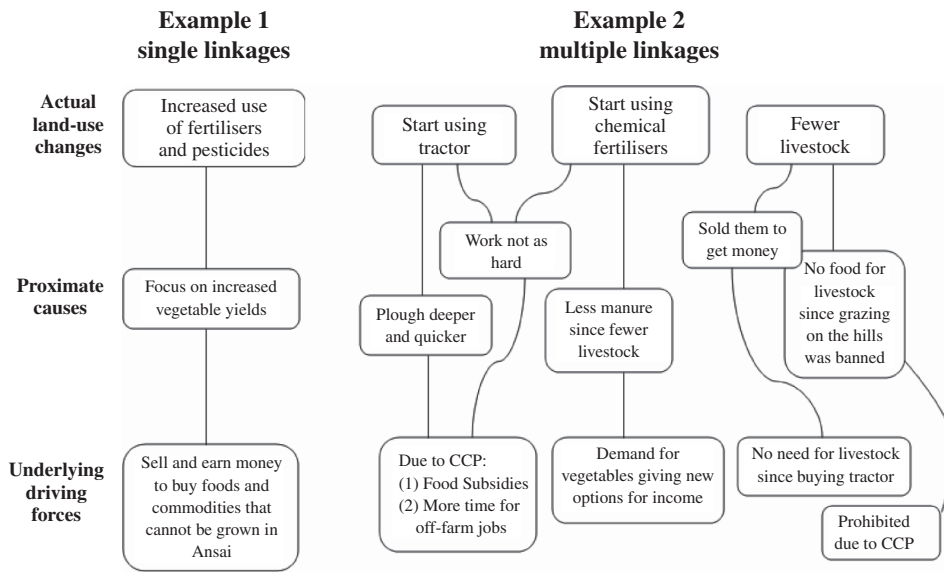 Example 1
single linkages
Example 2
multiple linkages
Actual
land-use
changes
Increased use
of fertilisers
and pesticides
Start using
tractor
Start using
chemical
fertilisers
Fewer
livestock
Work not as
hard
Sold them to
get money
Proximate
causes
Focus on increased
vegetable yields
Plough deeper
and quicker
Less manure
since fewer
livestock
No food for
livestock
since grazing
on the hills
was banned
Underlying
driving
forces
Sell and earn money
to buy foods and
commodities that
cannot be grown in
Ansai
Due to CCP:
(1) Food Subsidies
(2) More time for
off-farm jobs
Demand for
vegetables giving new
options for income
No need for livestock
since buying tractor
Prohibited
due to CCP